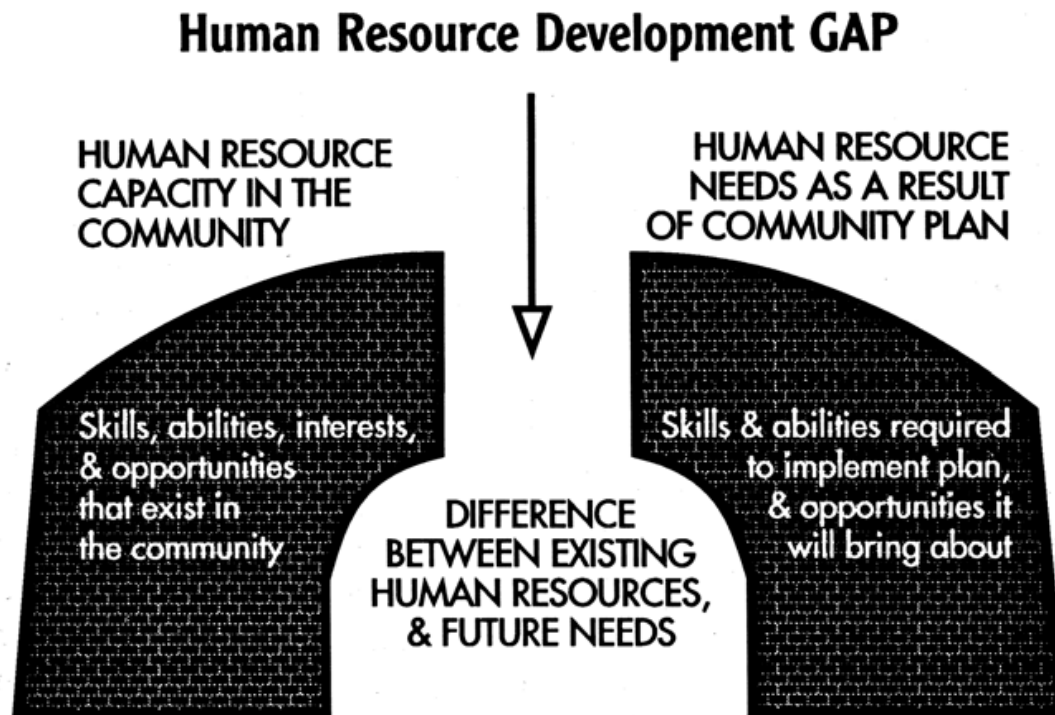 Human Resource Development GAP
HUMAN RESOURCE
CAPACITY IN THE
COMMUNITY
HUMAN RESOURCE
NEEDS AS A RESULT
OF COMMUNITY PLAN
Skills, abilities, interests,
& opportunities
that exist in
the community
Skills & abilities required
to implement plan,
& opportunities it
will bring about
DIFFERENCE
BETWEEN EXISTING
HUMAN RESOURCES,
& FUTURE NEEDS